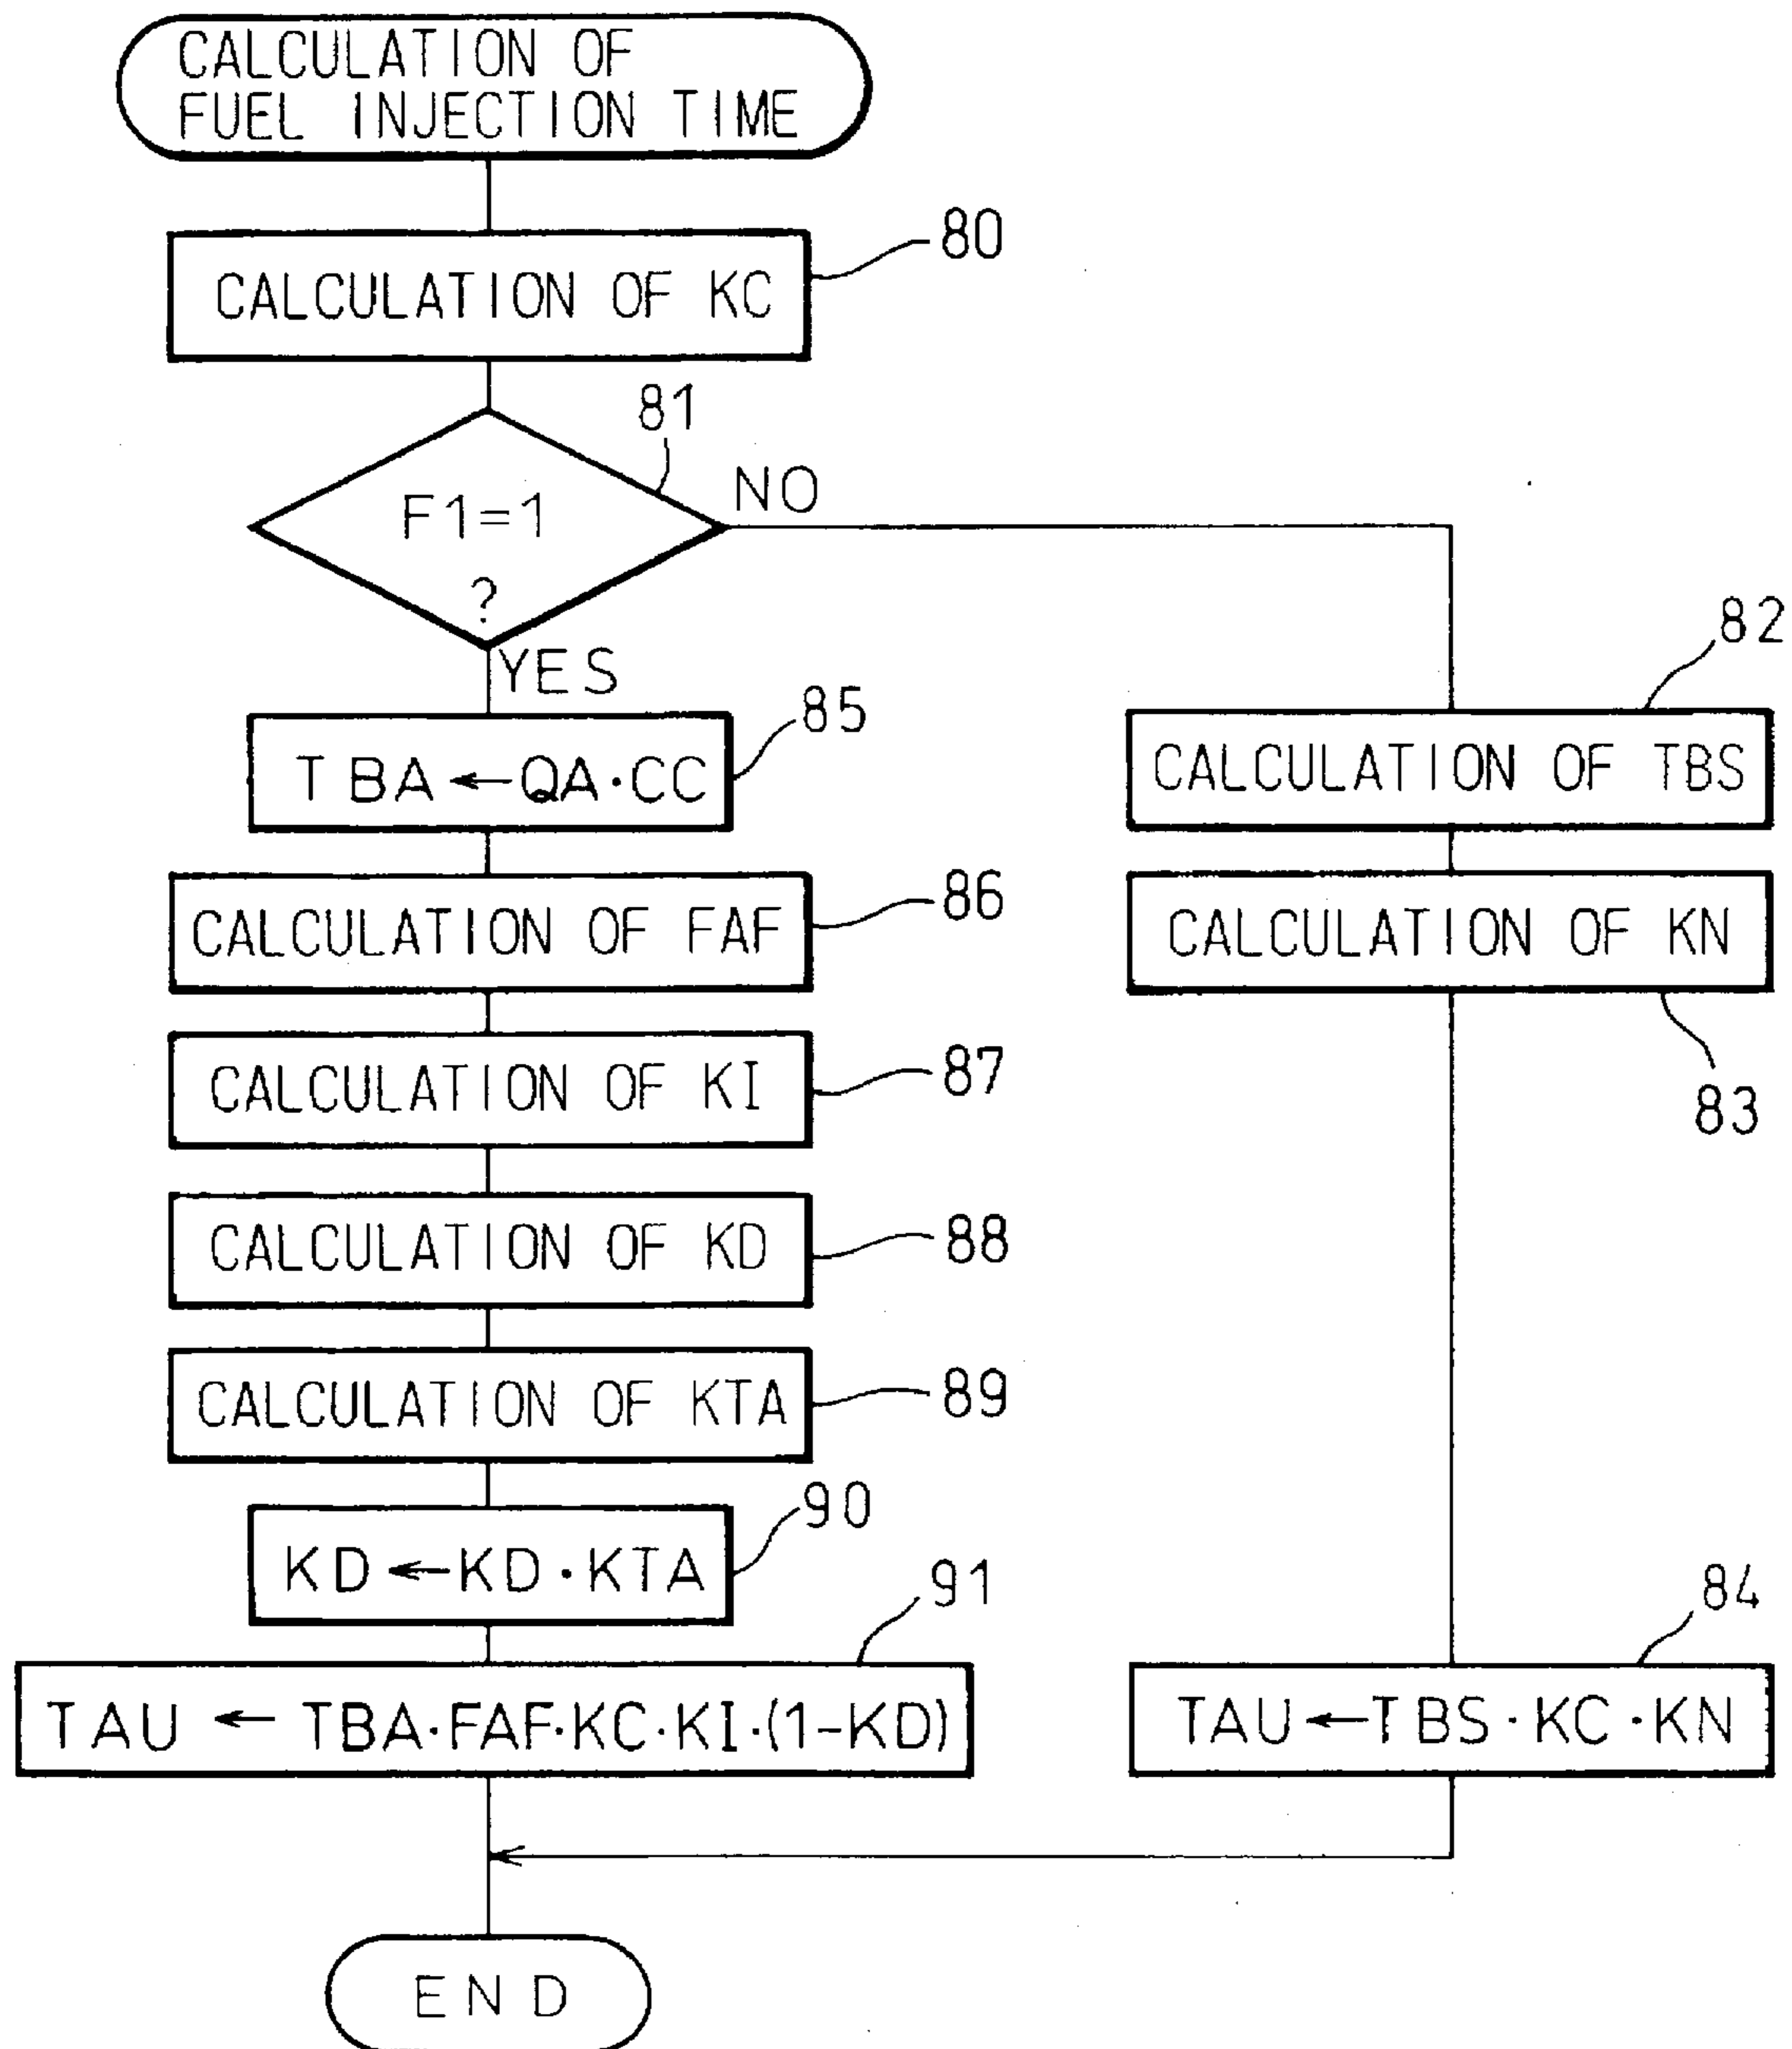 CALCULATION OF
FUEL INJECTION TIME
80
CALCULATION OF KC
81
F1=1
?
NO
YES
82
85
TBA←QA·CC
CALCULATION OF TBS
86
CALCULATION OF FAF
CALCULATION OF KN
83
87
CALCULATION OF KI
88
CALCULATION OF KD
89
CALCULATION OF KTA
90
KD←KD·KTA
91
TAU ← TBA·FAF·KC·KI·(1-KD)
84
TAU←TBS·KC·KN
END